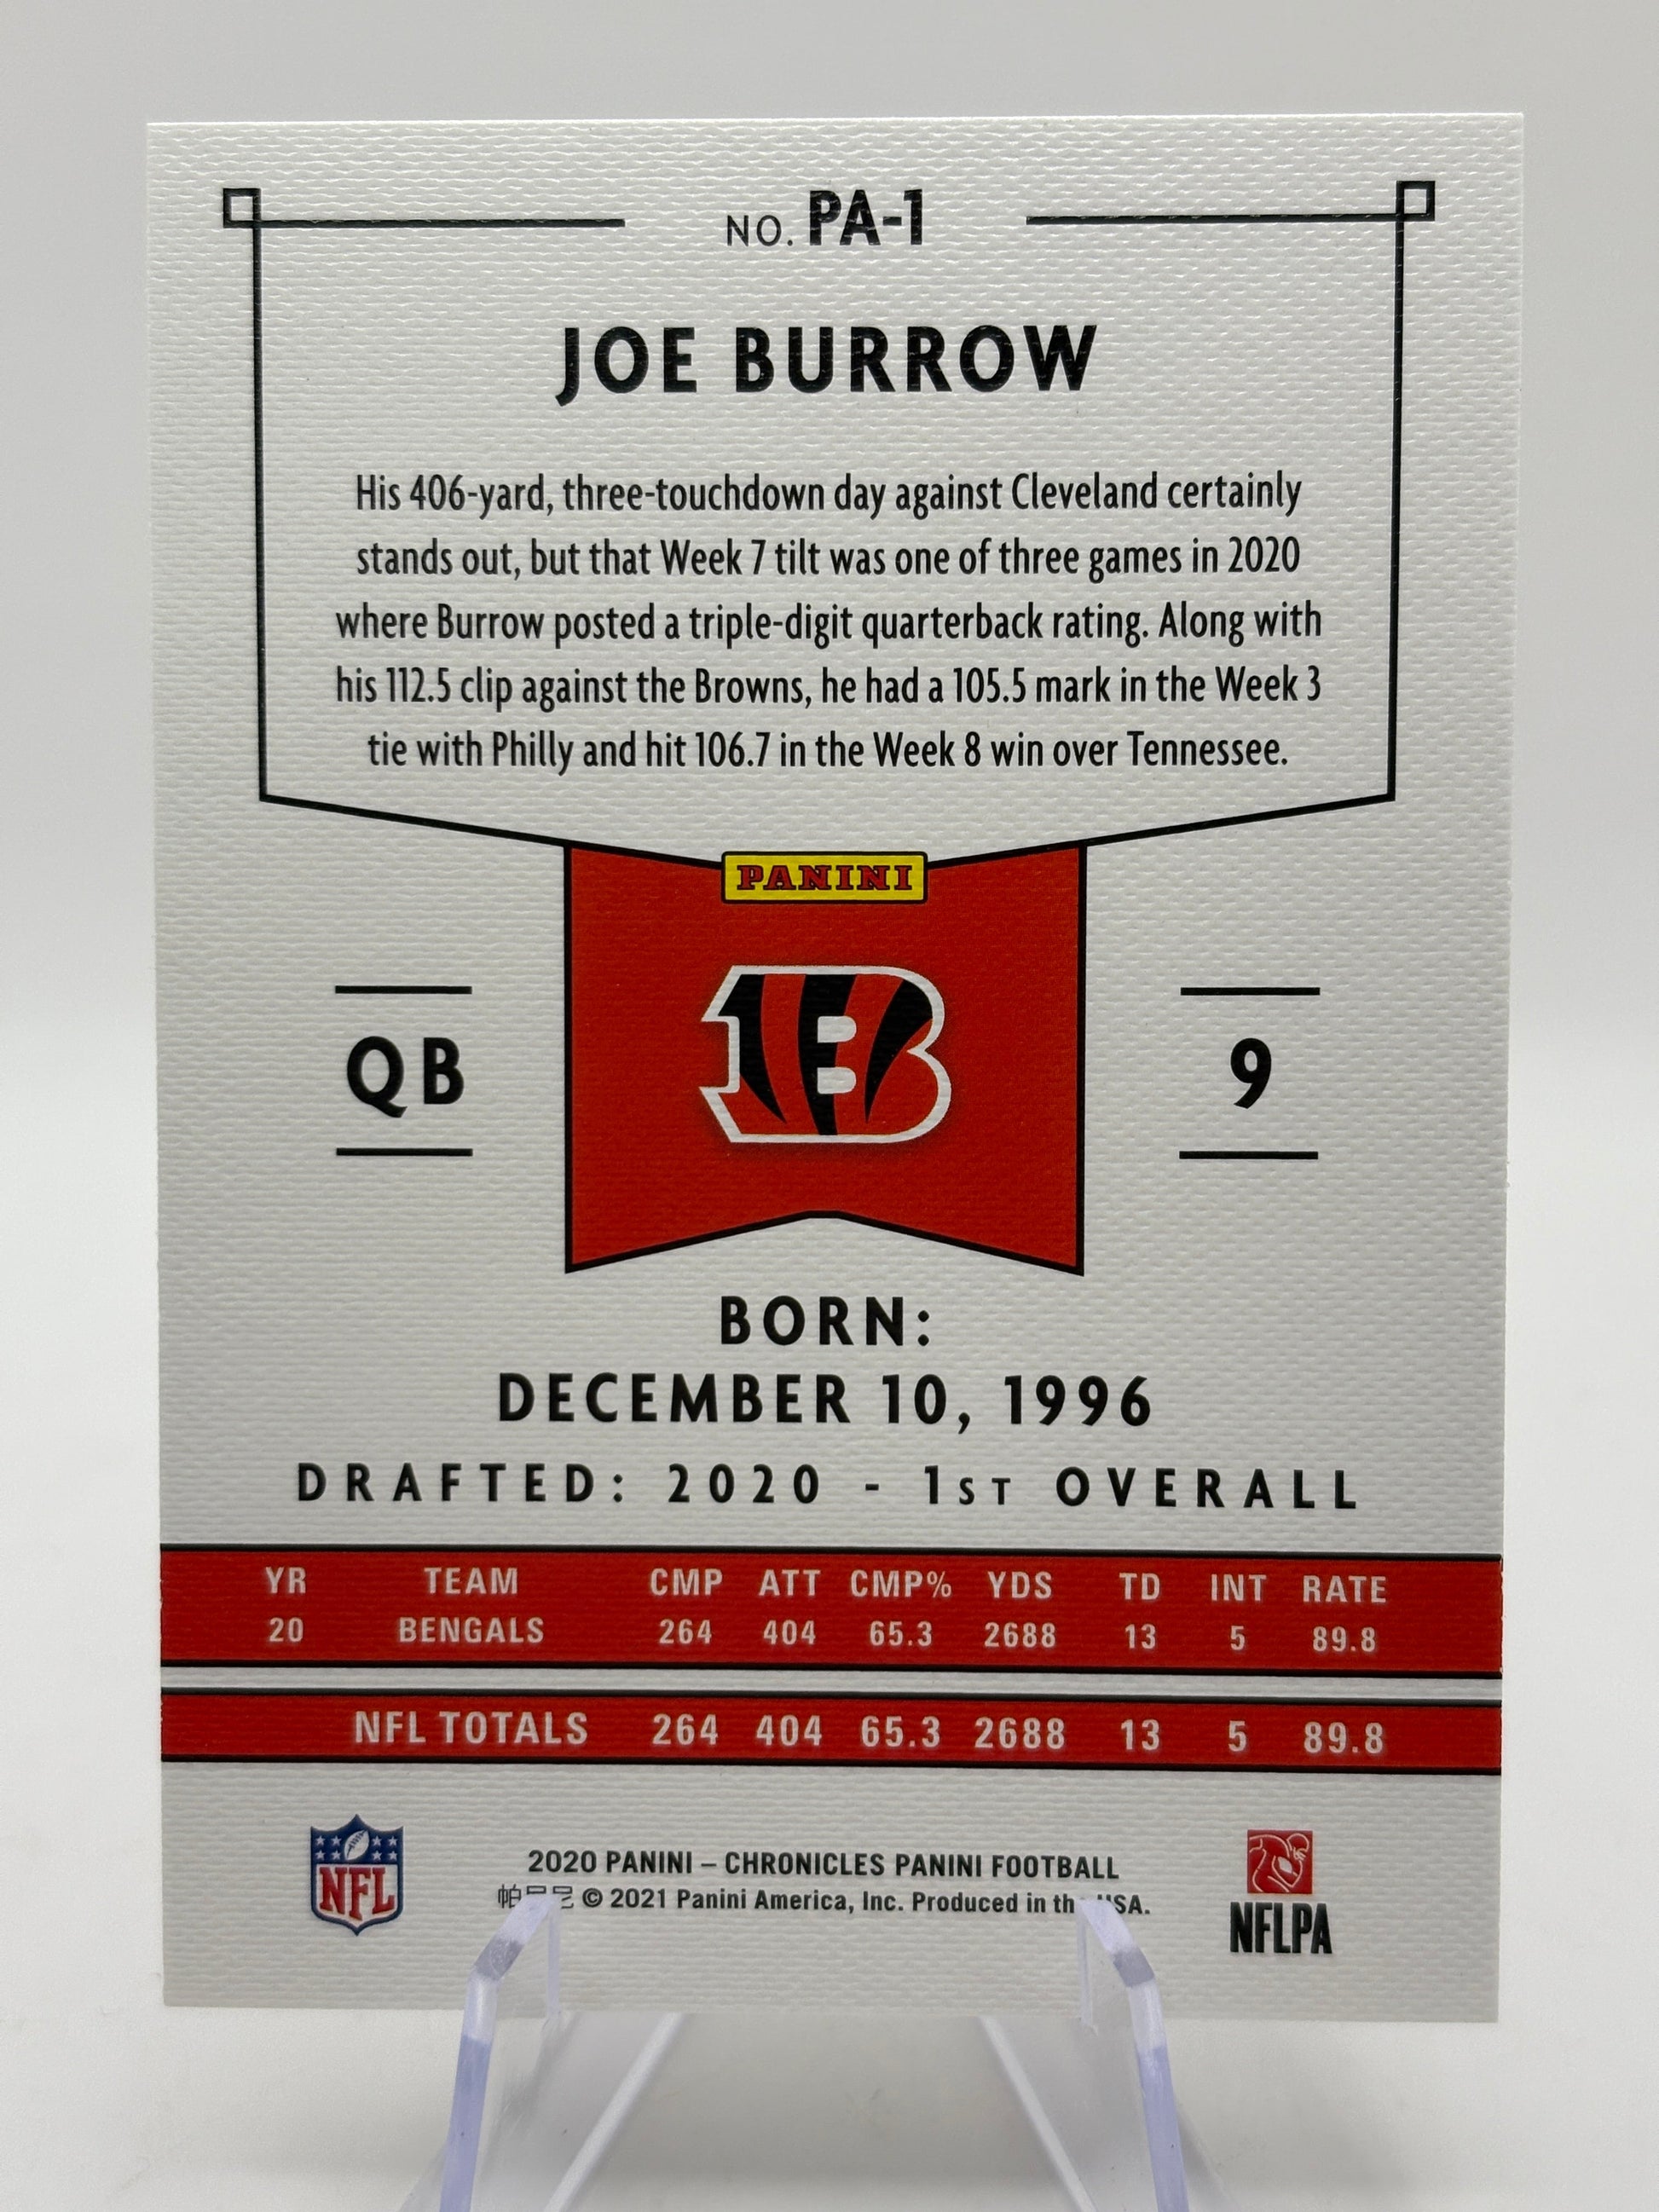 NO. PA-1
JOE BURROW
His 406-yard, three-touchdown day against Cleveland certainly
stands out, but that Week 7 tilt was one of three games in 2020
where Burrow posted a triple-digit quarterback rating. Along with
his 112.5 clip against the Browns, he had a 105.5 mark in the Week 3
tie with Philly and hit 106.7 in the Week 8 win over Tennessee.
PANINI
B
QB
9
BORN:
DECEMBER 10, 1996
DRAFTED: 2020 - 1ST OVERALL
YR TEAM CMP ATT CMP% YDS TD INT RATE
20 BENGALS 264 404 65.3 2688 13 5 89.8
NFL TOTALS 264 404 65.3 2688 13 5 89.8
NFL
2020 PANINI – CHRONICLES PANINI FOOTBALL
帕 © 2021 Panini America, Inc. Produced in
NFLPA